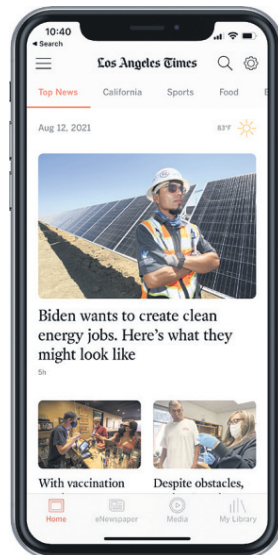 10:40
Search
Los Angeles Times
Top News California Sports Food E
Aug 12, 2021 83°F
Biden wants to create clean
energy jobs. Here's what they
might look like
5h
With vaccination
Despite obstacles,
Home eNewspaper Media My Library